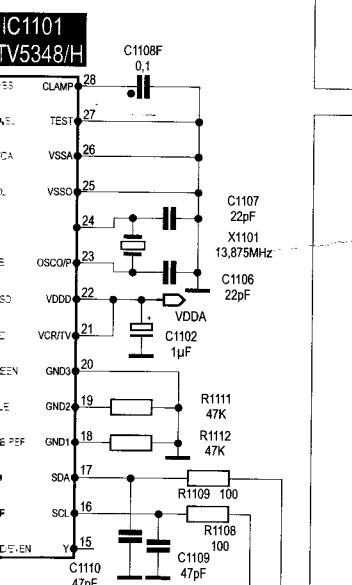 IC1101
TV5348/H
C1108F
0,1
28
CLAMP
27
TEST
26
VSSA
25
VSSD
24
C1107
22pF
X1101
13,875MHz
23
OSCO/P
C1106
22pF
22
VDDD
VDDA
+
21
VCR/TV
C1102
1µF
20
GND3
19
GND2
R1111
47K
18
GND1
R1112
47K
17
SDA
R1109 100
16
SCL
R1108
100
15
Y
C1110
47pF
C1109
47pF